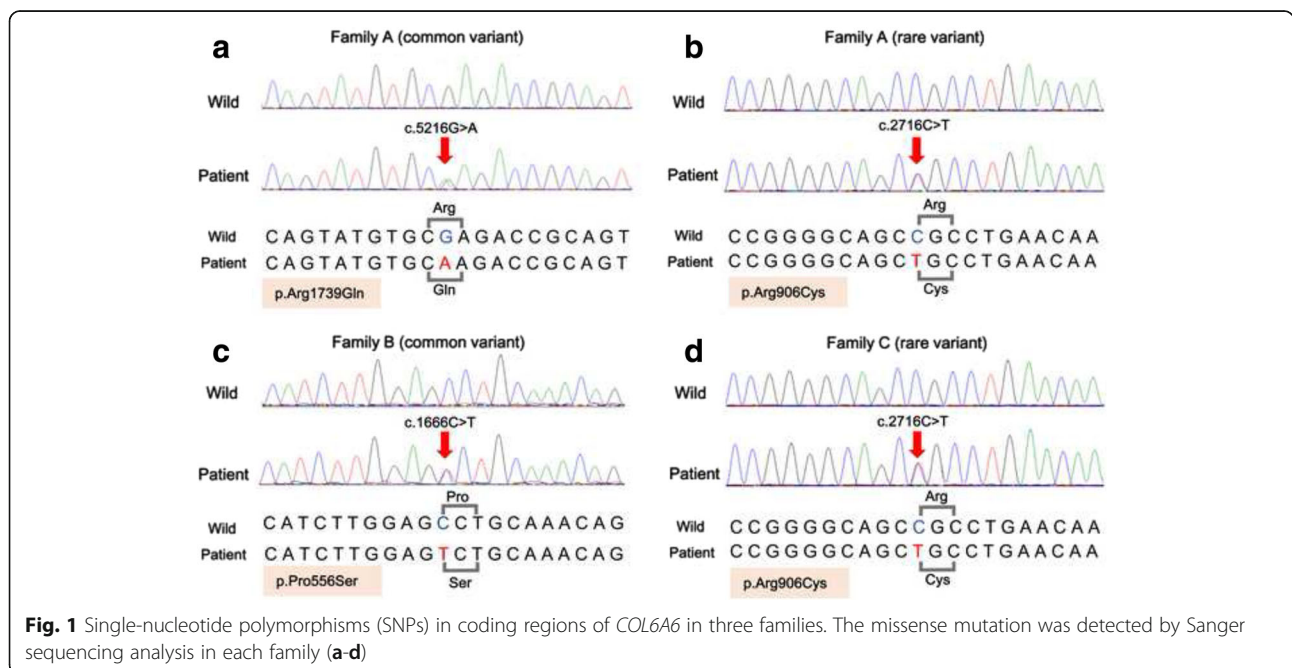 a
Family A (common variant)
Wild
c.5216G>A
Patient
Arg
Wild CAGTATGTGCGAGACCGCAGT
Patient CAGTATGTGCAAGACCGCAGT
p.Arg1739Gln
Gln
b
Family A (rare variant)
Wild
c.2716C>T
Patient
Arg
Wild CCGGGGCAGCCGCCTGAACAA
Patient CCGGGGCAGCTGCCTGAACAA
p.Arg906Cys
Cys
c
Family B (common variant)
Wild
c.1666C>T
Patient
Pro
Wild CATCTTGGAGCCTGCAAACAG
Patient CATCTTGGAGTCTGCAAACAG
p.Pro556Ser
Ser
d
Family C (rare variant)
Wild
c.2716C>T
Patient
Arg
Wild CCGGGGCAGCCGCCTGAACAA
Patient CCGGGGCAGCTGCCTGAACAA
p.Arg906Cys
Cys
Fig. 1 Single-nucleotide polymorphisms (SNPs) in coding regions of COL6A6 in three families. The missense mutation was detected by Sanger
sequencing analysis in each family (a-d)